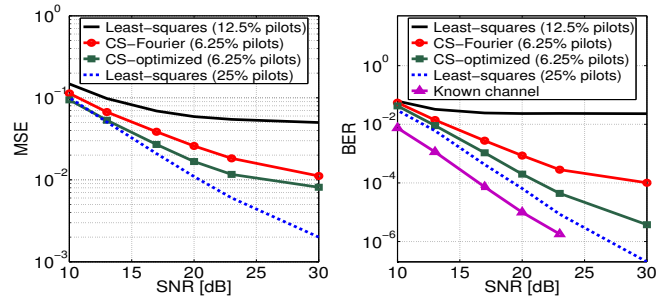 Least−squares (12.5% pilots)
CS−Fourier (6.25% pilots)
CS−optimized (6.25% pilots)
Least−squares (25% pilots)
10^0
10^-1
10^-2
10^-3
MSE
10 15 20 25 30
SNR [dB]
Least−squares (12.5% pilots)
CS−Fourier (6.25% pilots)
CS−optimized (6.25% pilots)
Least−squares (25% pilots)
Known channel
10^0
10^-2
10^-4
10^-6
BER
10 15 20 25 30
SNR [dB]